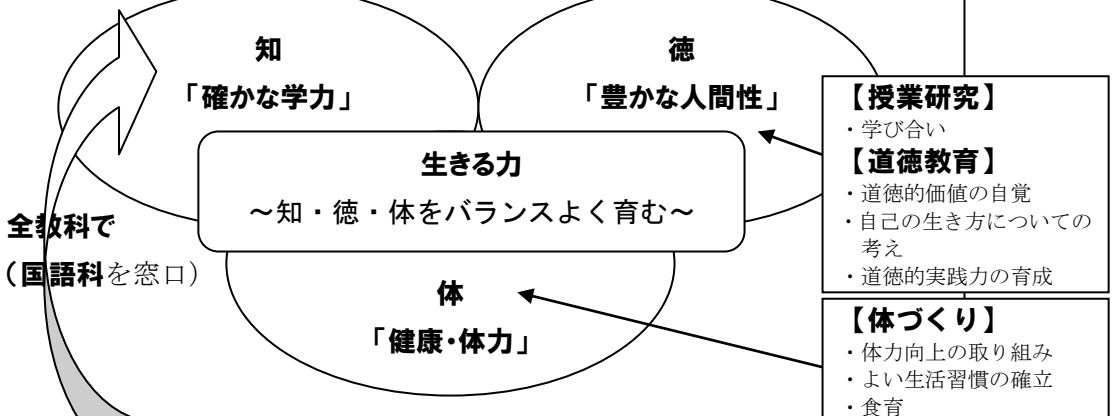 知
「確かな学力」
徳
「豊かな人間性」
生きる力
～知・徳・体をバランスよく育む～
全教科で
（国語科を窓口）
体
「健康・体力」
【授業研究】
・学び合い
【道徳教育】
・道徳的価値の自覚
・自己の生き方についての
考え
・道徳的実践力の育成
【体づくり】
・体力向上の取り組み
・よい生活習慣の確立
・食育